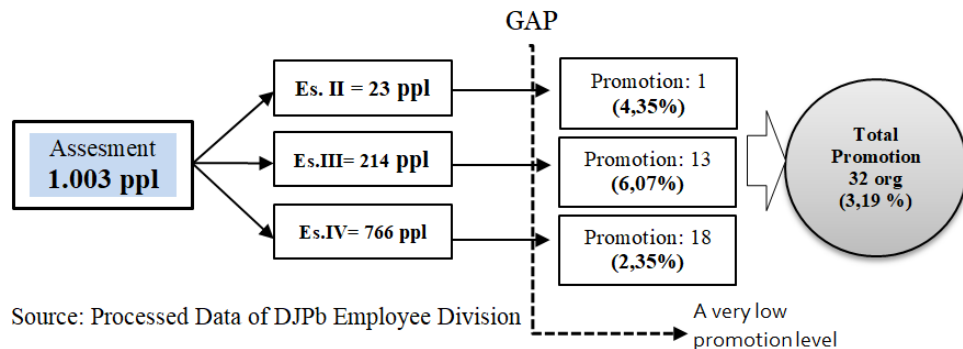 GAP
Assesment
1.003 ppl
Es. II = 23 ppl
Es.III= 214 ppl
Es.IV= 766 ppl
Promotion: 1
(4,35%)
Promotion: 13
(6,07%)
Promotion: 18
(2,35%)
Total
Promotion
32 org
(3,19 %)
Source: Processed Data of DJPb Employee Division
A very low
promotion level